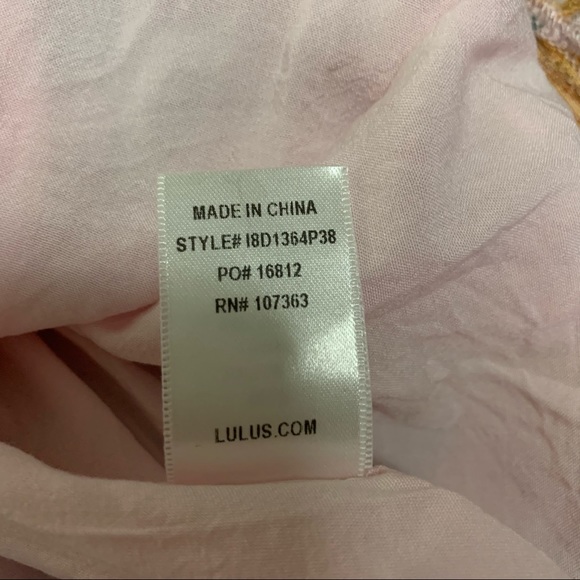 MADE IN CHINA
STYLE# I8D1364P38
PO# 16812
RN# 107363
LULUS.COM